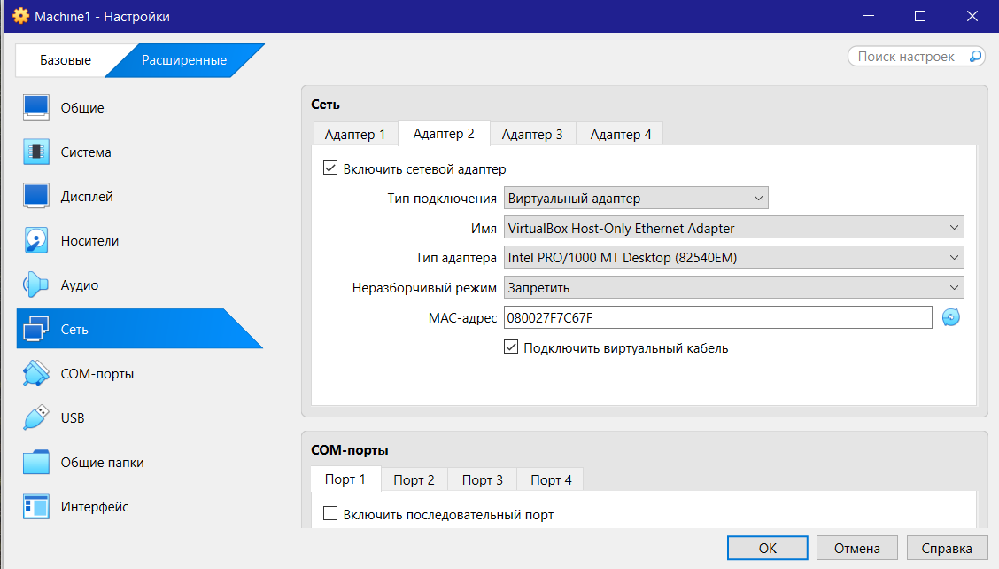 Machine1 - Настройки
Базовые
Расширенные
Поиск настроек
Общие
Система
Дисплей
Носители
Аудио
Сеть
COM-порты
USB
Общие папки
Интерфейс
Сеть
Адаптер 1
Адаптер 2
Адаптер 3
Адаптер 4
Включить сетевой адаптер
Тип подключения Виртуальный адаптер
Имя VirtualBox Host-Only Ethernet Adapter
Тип адаптера Intel PRO/1000 MT Desktop (82540EM)
Неразборчивый режим Запретить
MAC-адрес 080027F7C67F
Подключить виртуальный кабель
COM-порты
Порт 1
Порт 2
Порт 3
Порт 4
Включить последовательный порт
OK
Отмена
Справка